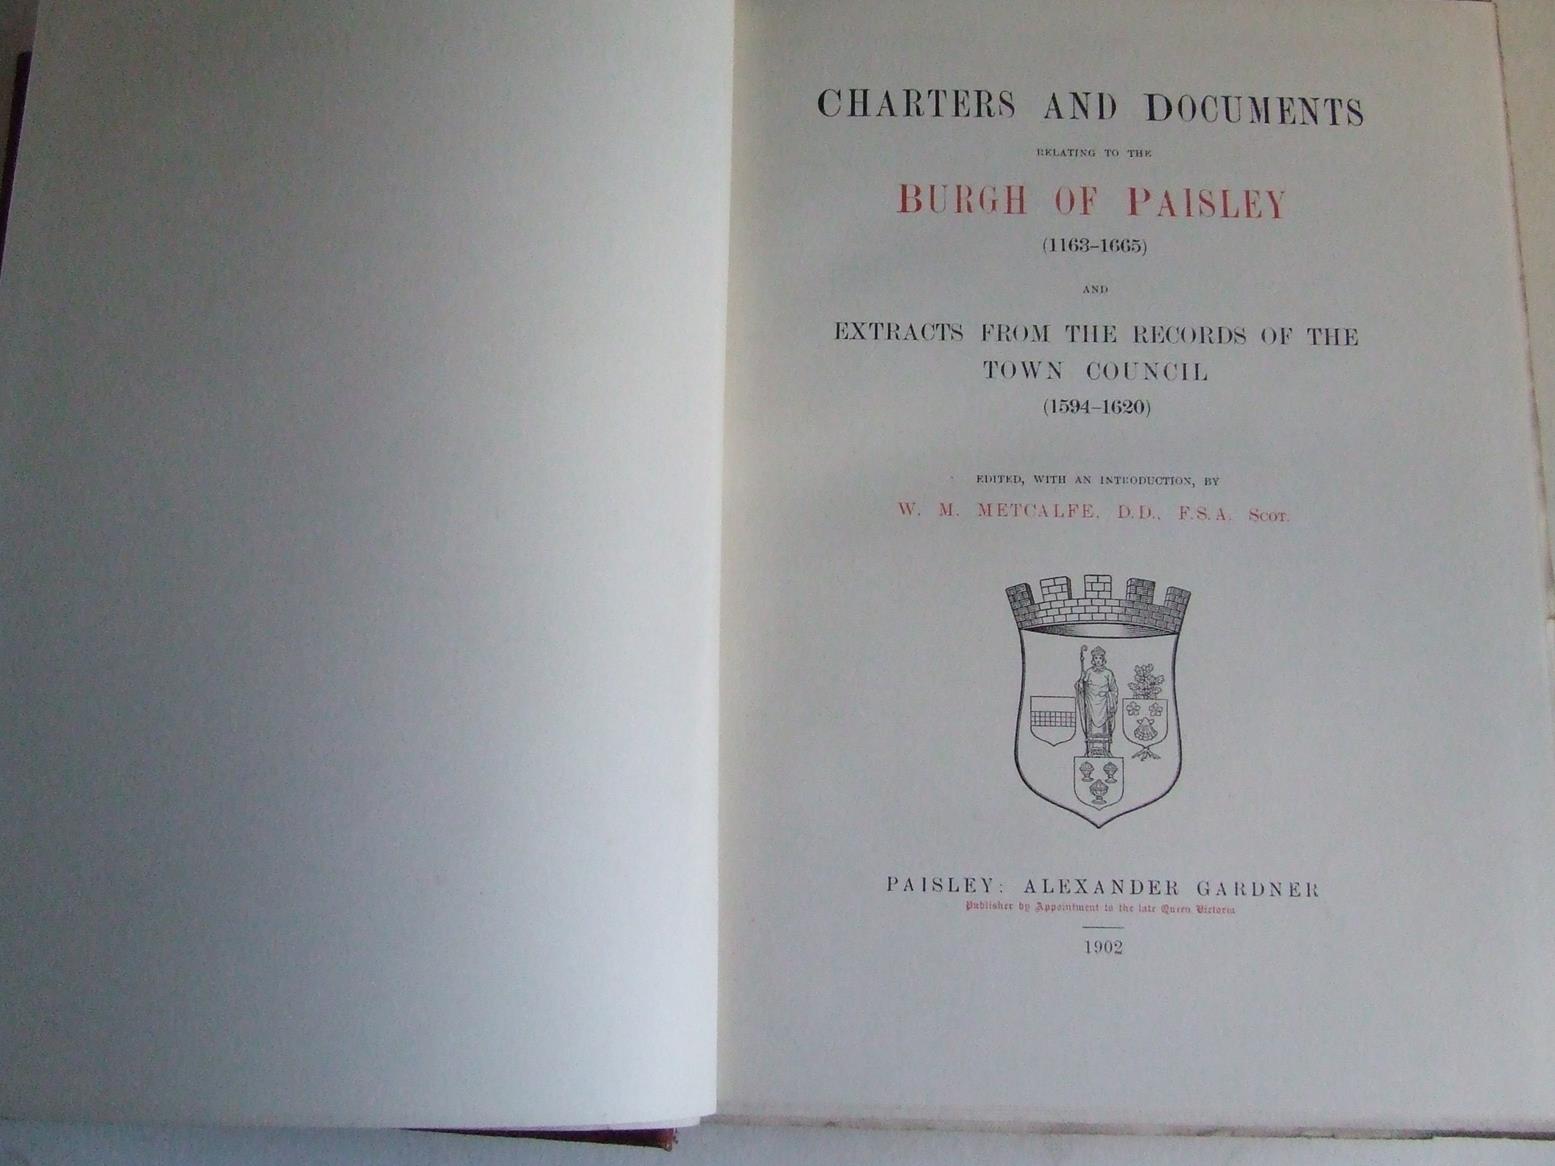 CHARTERS AND DOCUMENTS
RELATING TO THE
BURGH OF PAISLEY
(1163–1665)
AND
EXTRACTS FROM THE RECORDS OF THE
TOWN COUNCIL
(1594–1620)
EDITED, WITH AN INTRODUCTION, BY
W. M. METCALFE, D.D., F.S.A. SCOT.
PAISLEY: ALEXANDER GARDNER
Publisher by Appointment to the late Queen Victoria
1902